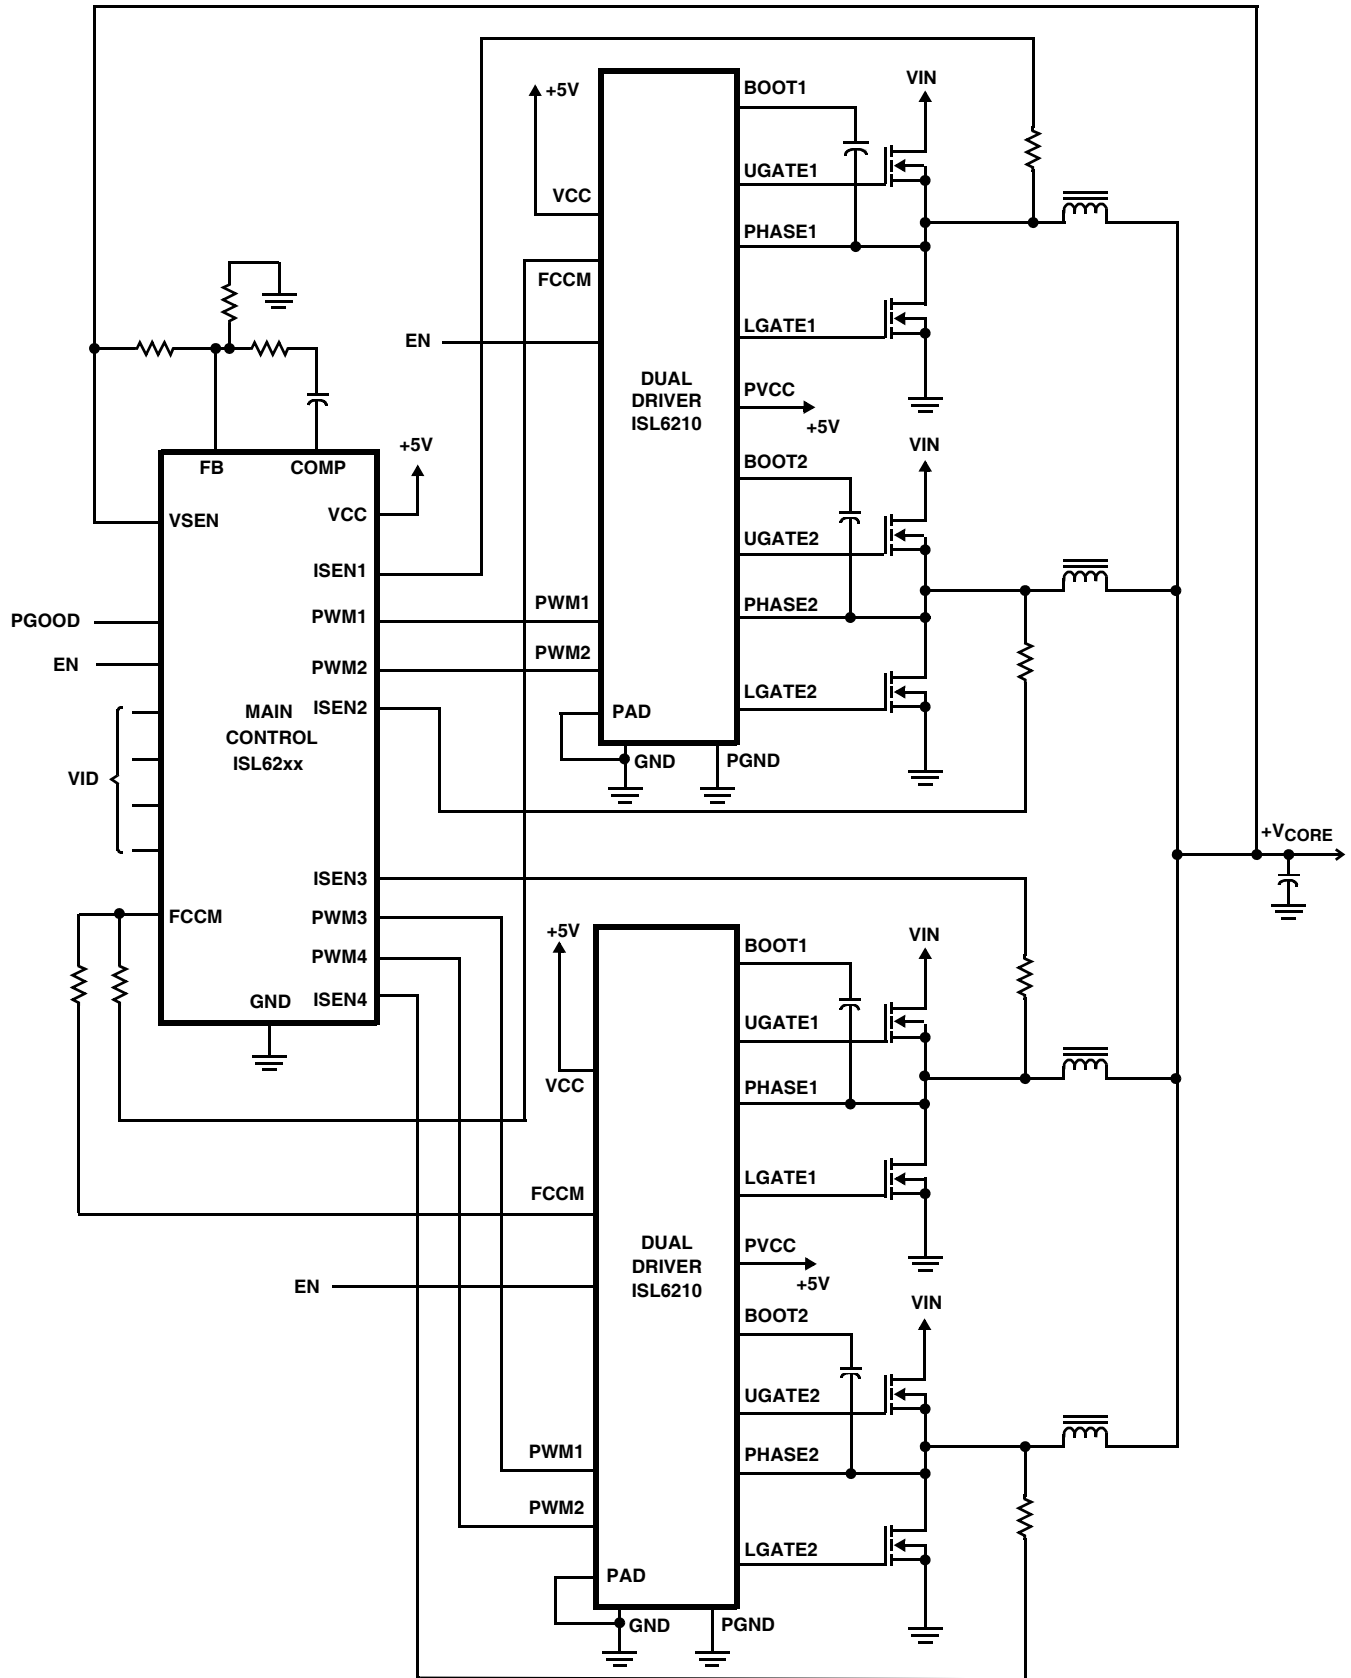 +5V
VCC
FCCM
EN
PWM1
PWM2
PAD
GND
PGND
DUAL
DRIVER
ISL6210
BOOT1
UGATE1
PHASE1
LGATE1
PVCC
+5V
BOOT2
UGATE2
PHASE2
LGATE2
VIN
VIN
FB
COMP
+5V
VSEN
VCC
ISEN1
PGOOD
PWM1
EN
PWM2
ISEN2
MAIN
CONTROL
ISL62xx
VID
ISEN3
FCCM
PWM3
PWM4
GND
ISEN4
+VCORE
+5V
VCC
FCCM
EN
PWM1
PWM2
PAD
GND
PGND
DUAL
DRIVER
ISL6210
BOOT1
UGATE1
PHASE1
LGATE1
PVCC
+5V
BOOT2
UGATE2
PHASE2
LGATE2
VIN
VIN